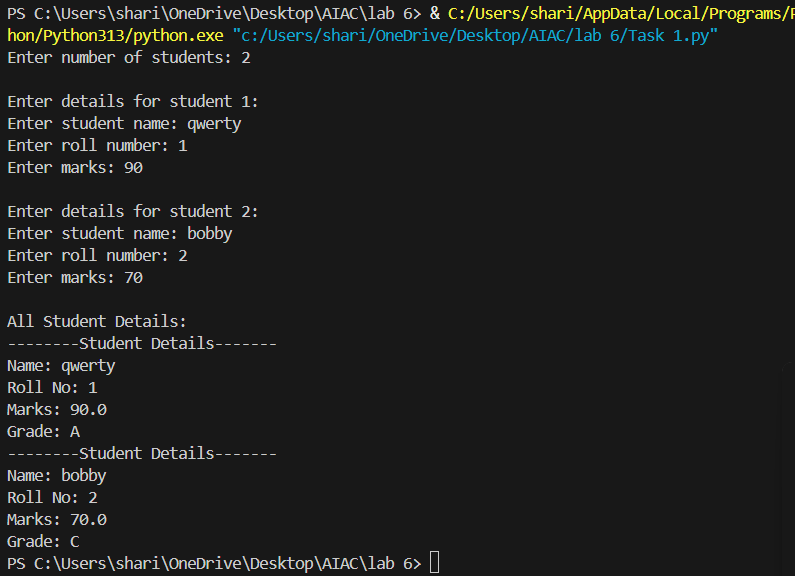 PS C:\Users\shari\OneDrive\Desktop\AIAC\lab 6> & C:/Users/shari/AppData/Local/Programs/P
hon/Python313/python.exe "c:/Users/shari/OneDrive/Desktop/AIAC/lab 6/Task 1.py"
Enter number of students: 2
Enter details for student 1:
Enter student name: qwerty
Enter roll number: 1
Enter marks: 90
Enter details for student 2:
Enter student name: bobby
Enter roll number: 2
Enter marks: 70
All Student Details:
--------Student Details-------
Name: qwerty
Roll No: 1
Marks: 90.0
Grade: A
--------Student Details-------
Name: bobby
Roll No: 2
Marks: 70.0
Grade: C
PS C:\Users\shari\OneDrive\Desktop\AIAC\lab 6>